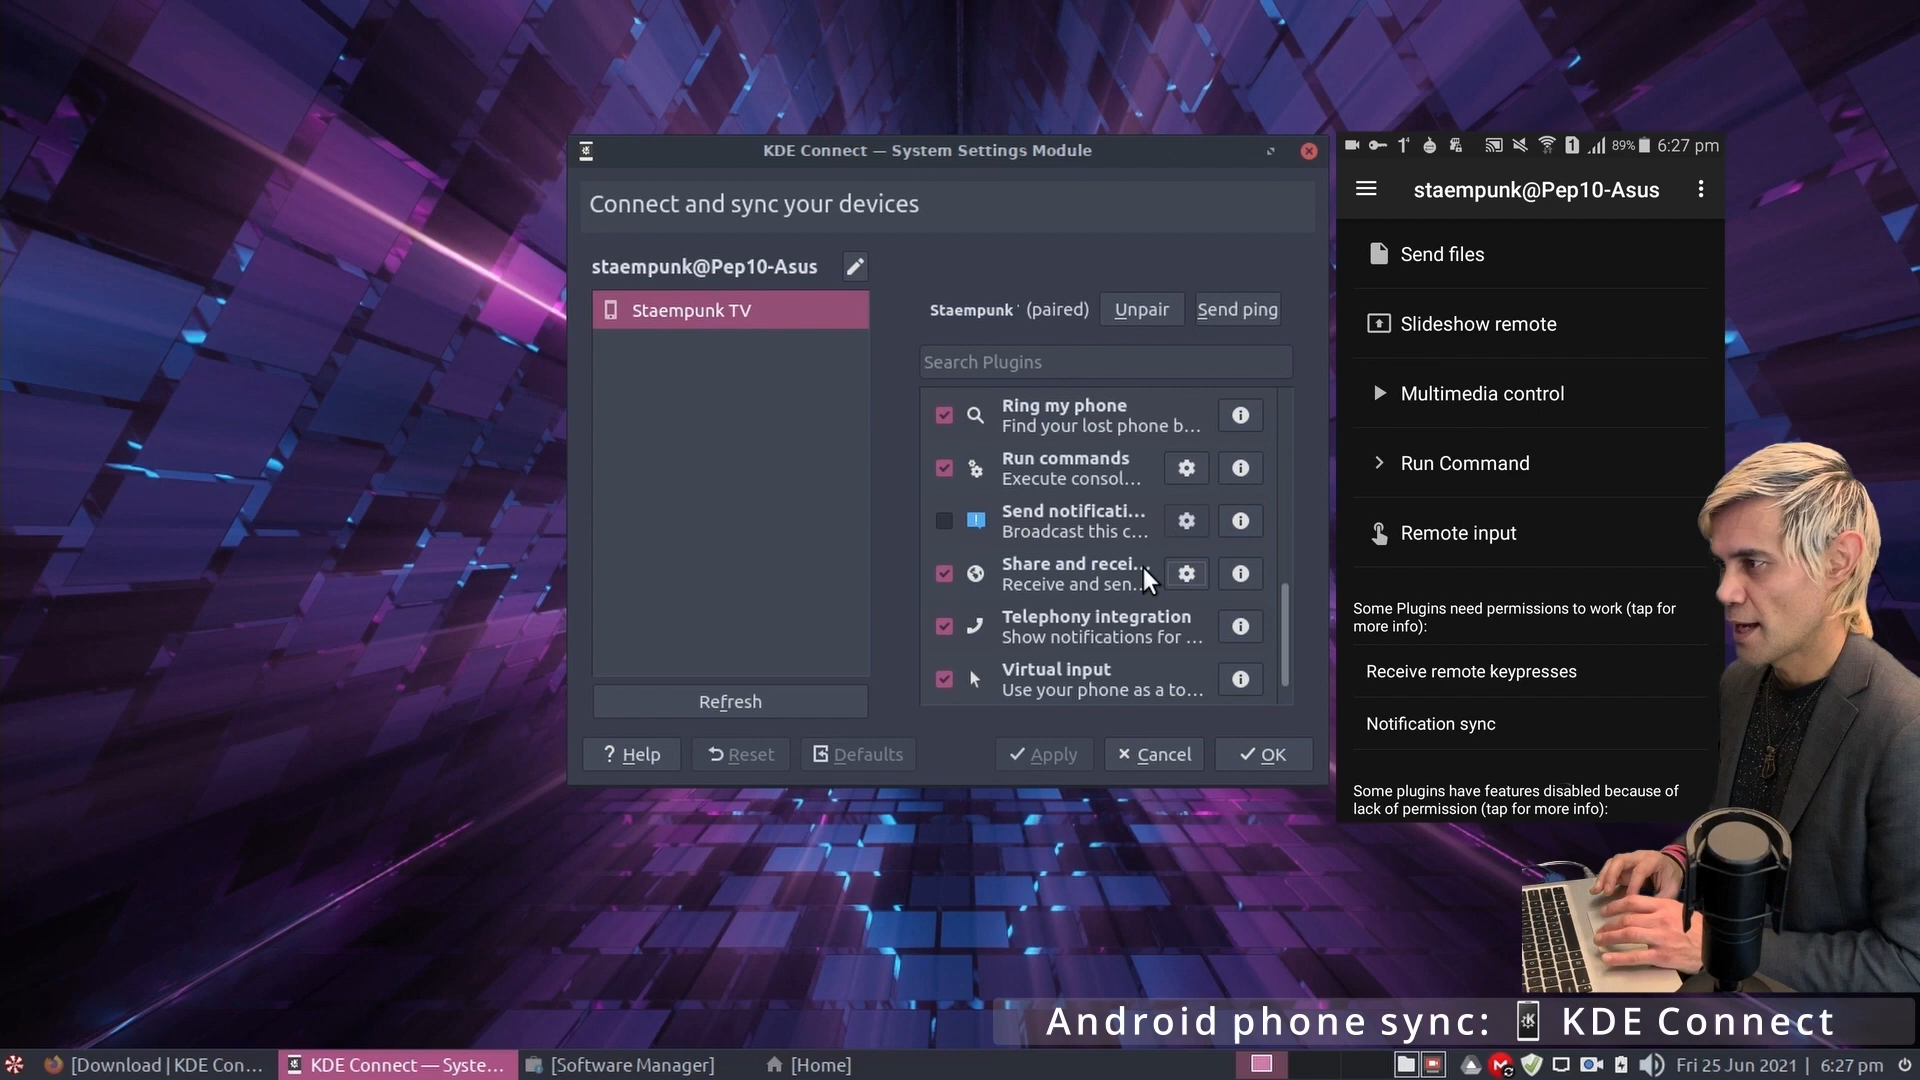 KDE Connect — System Settings Module
Connect and sync your devices
staempunk@Pep10-Asus
Staempunk TV
Staempunk (paired)
Unpair
Send ping
Search Plugins
Ring my phone
Find your lost phone b...
Run commands
Execute consol...
Send notificati...
Broadcast this c...
Share and recei...
Receive and sen...
Telephony integration
Show notifications for ...
Virtual input
Use your phone as a to...
Refresh
? Help
Reset
Defaults
Apply
Cancel
OK
1 89% 6:27 pm
staempunk@Pep10-Asus
Send files
Slideshow remote
Multimedia control
Run Command
Remote input
Some Plugins need permissions to work (tap for
more info):
Receive remote keypresses
Notification sync
Some plugins have features disabled because of
lack of permission (tap for more info):
Android phone sync: KDE Connect
[Download | KDE Con...
KDE Connect — Syste...
[Software Manager]
[Home]
Fri 25 Jun 2021 | 6:27 pm